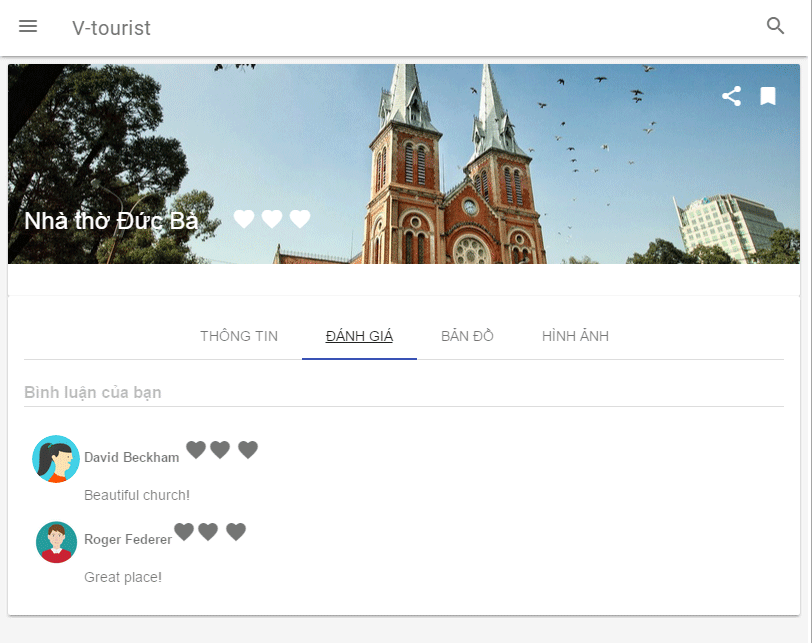 V-tourist
Nhà thờ Đức Bà
THÔNG TIN
ĐÁNH GIÁ
BẢN ĐỒ
HÌNH ẢNH
Bình luận của bạn
David Beckham
Beautiful church!
Roger Federer
Great place!